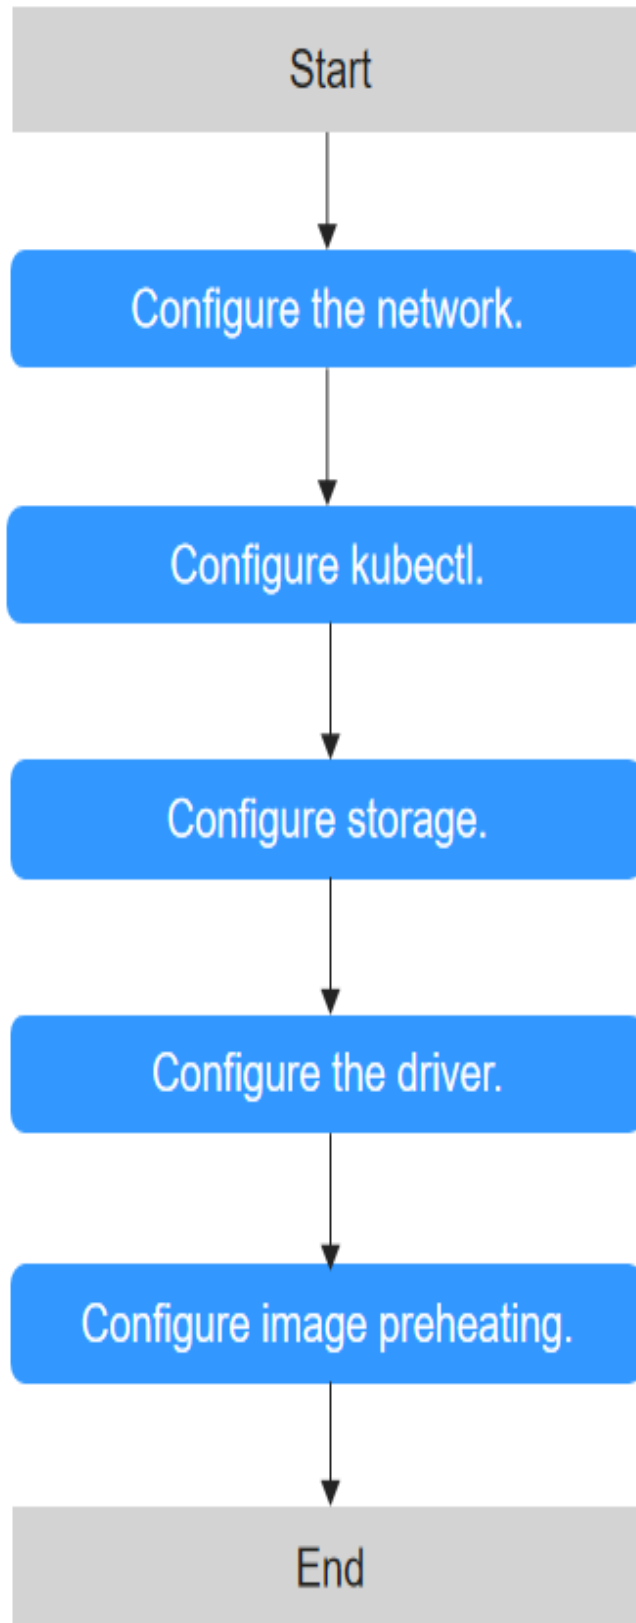 Start
Configure the network.
Configure kubectl.
Configure storage.
Configure the driver.
Configure image preheating.
End